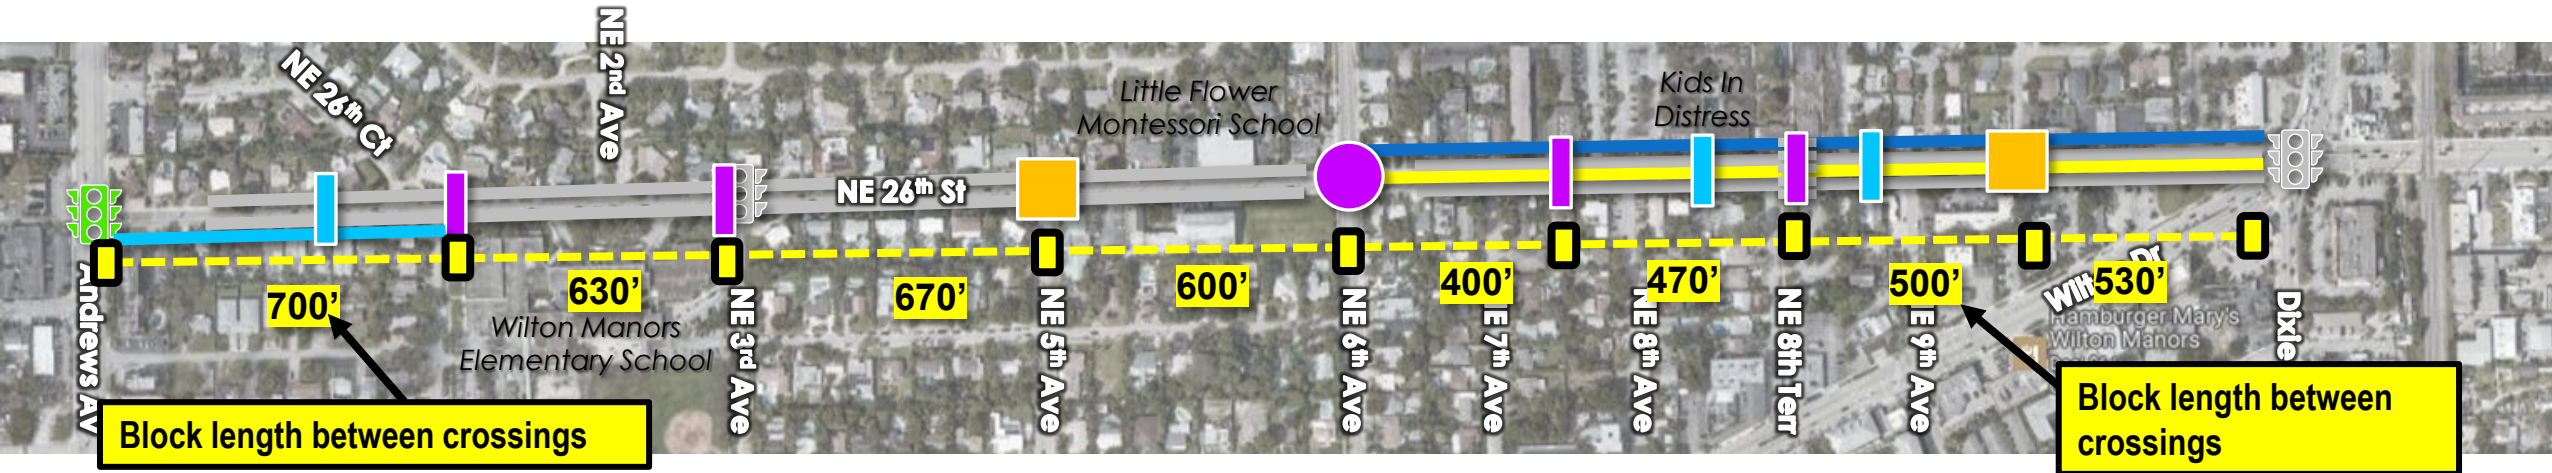 NE 2nd Ave
NE 26th Ct
Little Flower
Montessori School
Kids In
Distress
NE 26th St
700’
630’
670’
600’
400’
470’
500’
530’
Wilton Manors
Elementary School
Andrews Av
NE 3rd Ave
NE 5th Ave
NE 6th Ave
NE 7th Ave
NE 8th Ave
NE 8th Terr
NE 9th Ave
Dr
Dixie
Hamburger Mary's
Wilton Manors
Block length between crossings
Block length between
crossings